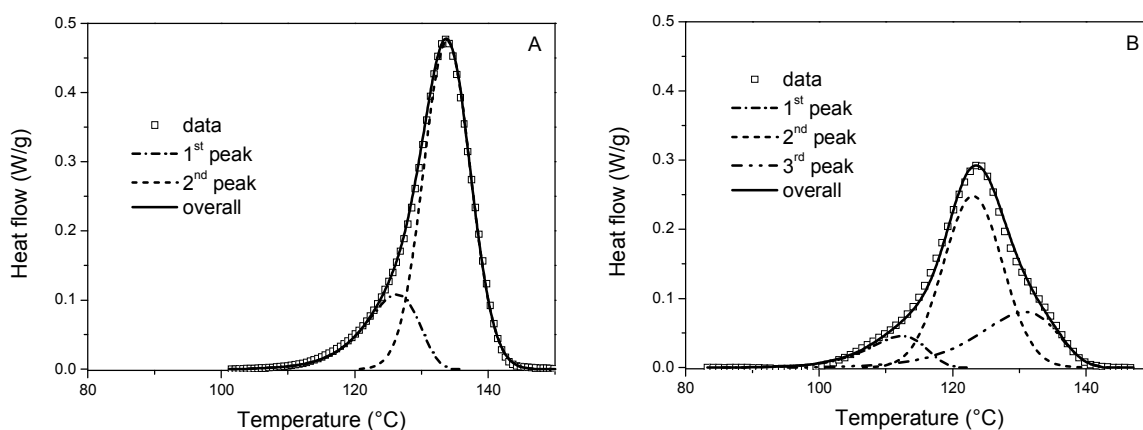 A
0.5
0.4
0.3
0.2
0.1
0.0
Heat flow (W/g)
data
1st peak
2nd peak
overall
80
100
120
140
Temperature (°C)
B
0.5
0.4
0.3
0.2
0.1
0.0
Heat flow (W/g)
data
1st peak
2nd peak
3rd peak
overall
80
100
120
140
Temperature (°C)